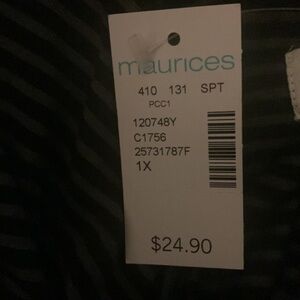 maurices
410 131 SPT
PCC1
120748Y
C1756
25731787F
1X
$24.90